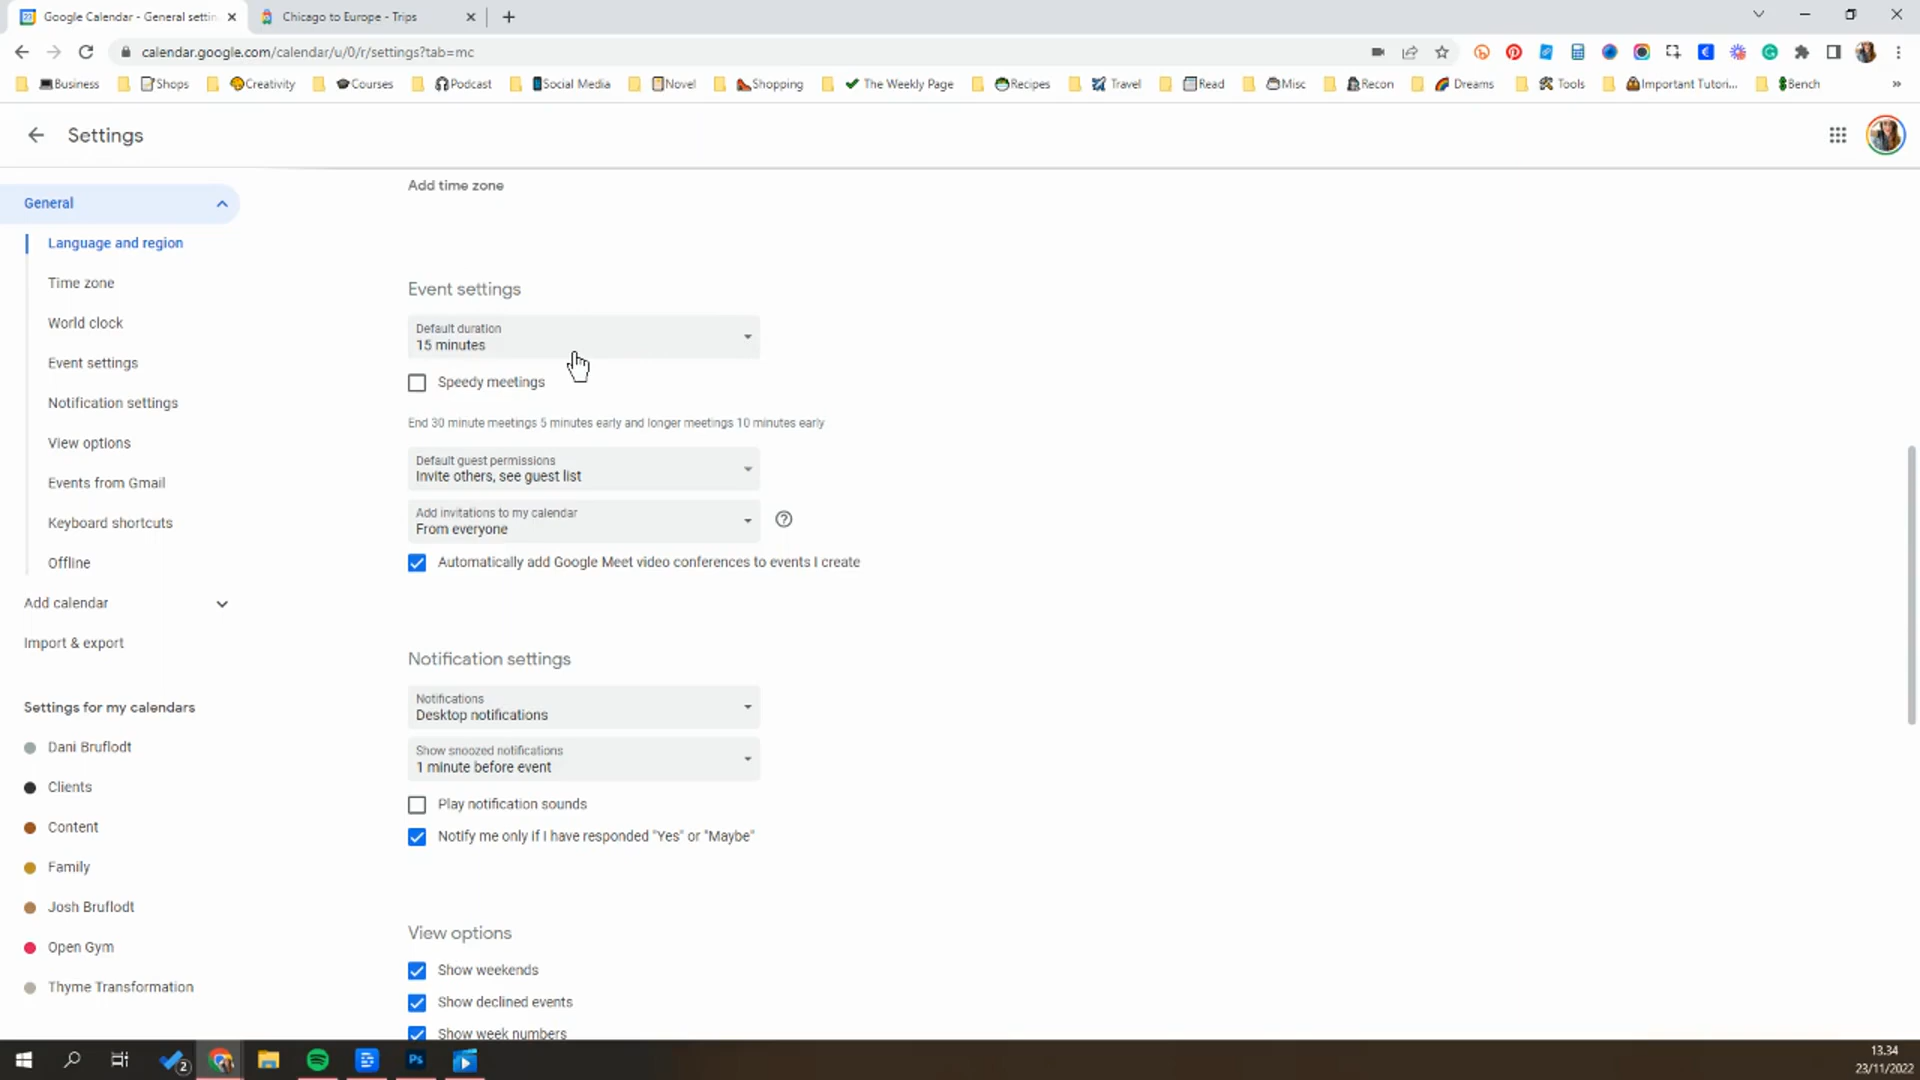 Google Calendar - General settin
Chicago to Europe - Trips
calendar.google.com/calendar/u/0/r/settings?tab=mc
Business
Shops
Creativity
Courses
Podcast
Social Media
Novel
Shopping
The Weekly Page
Recipes
Travel
Read
Misc
Recon
Dreams
Tools
Important Tutori...
Bench
»
Settings
General
Language and region
Time zone
World clock
Event settings
Notification settings
View options
Events from Gmail
Keyboard shortcuts
Offline
Add calendar
Import & export
Settings for my calendars
Dani Bruflodt
Clients
Content
Family
Josh Bruflodt
Open Gym
Thyme Transformation
Add time zone
Event settings
Default duration
15 minutes
Speedy meetings
End 30 minute meetings 5 minutes early and longer meetings 10 minutes early
Default guest permissions
Invite others, see guest list
Add invitations to my calendar
From everyone
Automatically add Google Meet video conferences to events I create
Notification settings
Notifications
Desktop notifications
Show snoozed notifications
1 minute before event
Play notification sounds
Notify me only if I have responded "Yes" or "Maybe"
View options
Show weekends
Show declined events
Show week numbers
2
Ps
13.34
23/11/2022